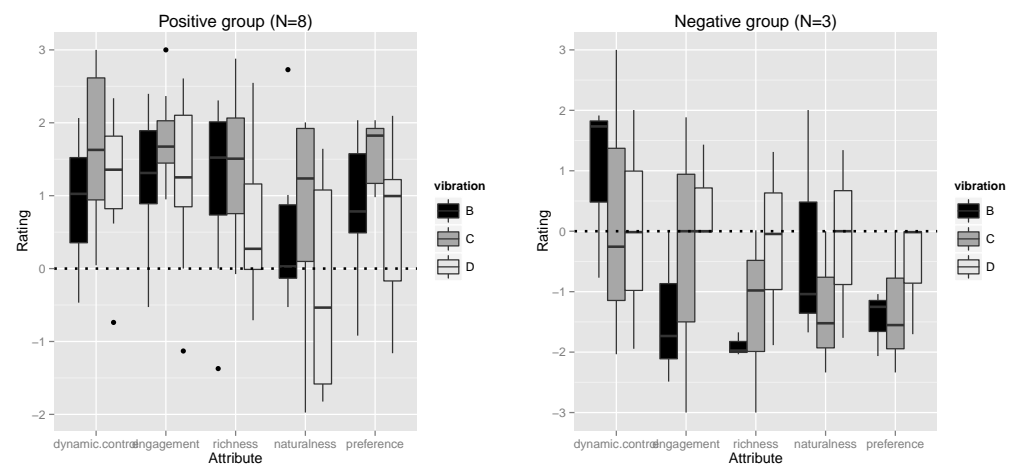 Positive group (N=8)
3
2
1
0
−1
−2
Rating
dynamic.control engagement richness naturalness preference
Attribute
vibration
B
C
D
Negative group (N=3)
3
2
1
0
−1
−2
−3
Rating
dynamic.control engagement richness naturalness preference
Attribute
vibration
B
C
D